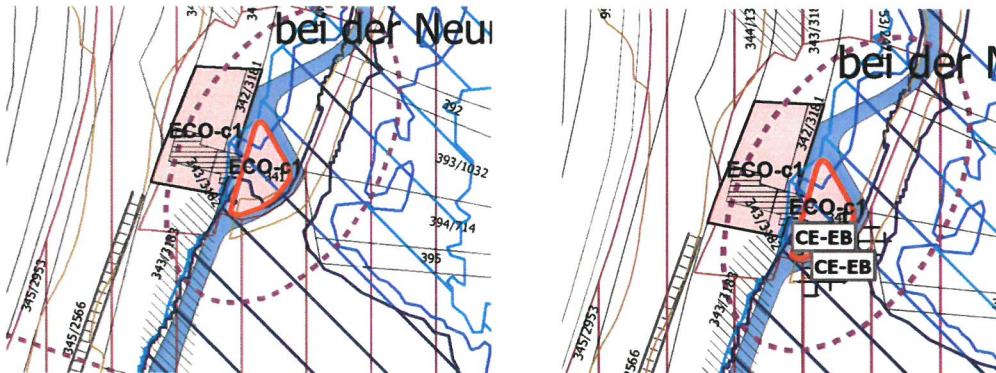 bei der Neu
342/3181
292
ECO-c1
393/1032
ECO-c1
341
343/3182
394/714
395
343/3183
345/2953
345/2566
344/13
343/318
bei der N
342/3181
ECO-c1
ECO-c1
343/3182
CE-EB
CE-EB
343/3183
345/2953
2566